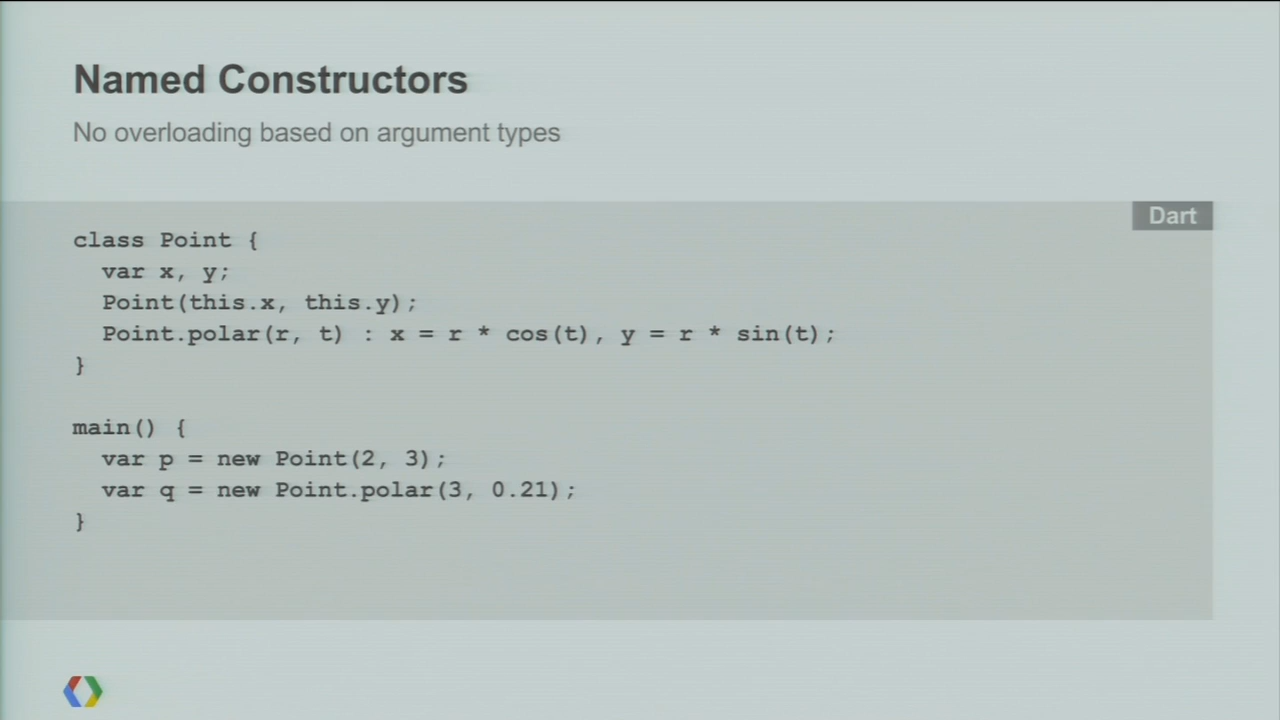 Named Constructors
No overloading based on argument types
Dart
class Point {
  var x, y;
  Point(this.x, this.y);
  Point.polar(r, t) : x = r * cos(t), y = r * sin(t);
}
main() {
  var p = new Point(2, 3);
  var q = new Point.polar(3, 0.21);
}